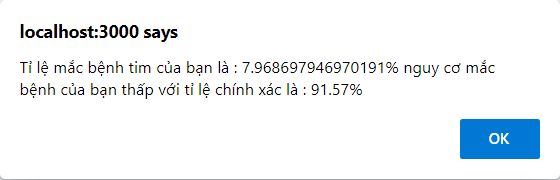 localhost:3000 says
Tỉ lệ mắc bệnh tim của bạn là : 7.968697946970191% nguy cơ mắc
bệnh của bạn thấp với tỉ lệ chính xác là : 91.57%
OK